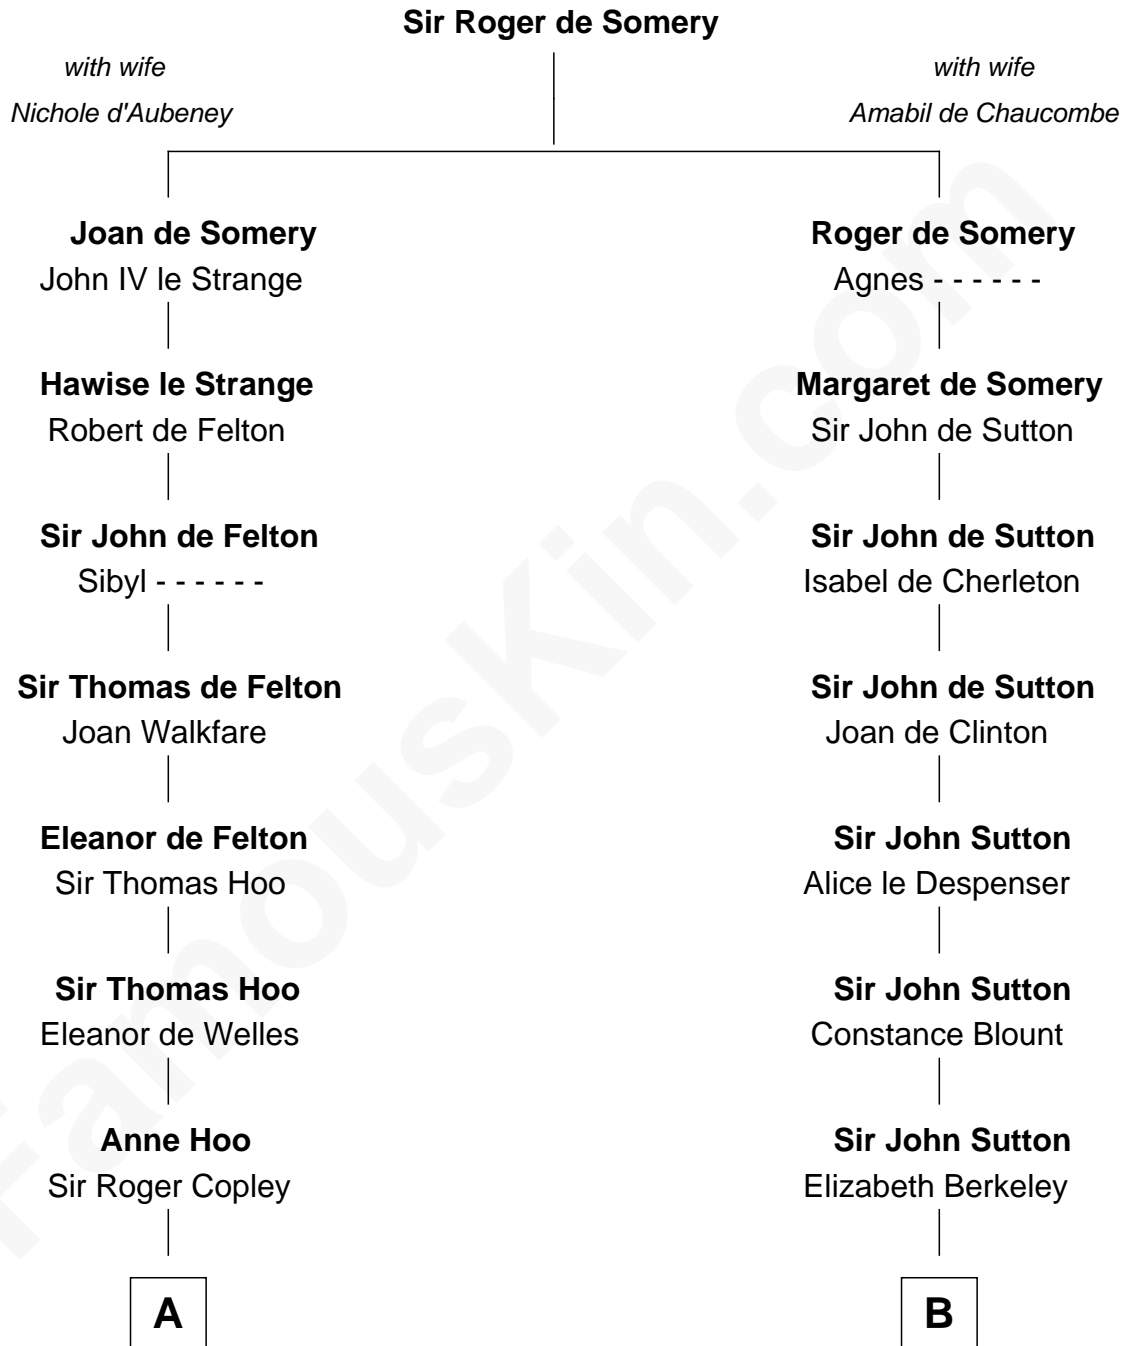 Sir Roger de Somery
with wife
Nichole d'Aubeney
with wife
Amabil de Chaucombe
Joan de Somery
John IV le Strange
Hawise le Strange
Robert de Felton
Sir John de Felton
Sibyl - - - - - -
Sir Thomas de Felton
Joan Walkfare
Eleanor de Felton
Sir Thomas Hoo
Sir Thomas Hoo
Eleanor de Welles
Anne Hoo
Sir Roger Copley
A
Roger de Somery
Agnes - - - - - -
Margaret de Somery
Sir John de Sutton
Sir John de Sutton
Isabel de Cherleton
Sir John de Sutton
Joan de Clinton
Sir John Sutton
Alice le Despenser
Sir John Sutton
Constance Blount
Sir John Sutton
Elizabeth Berkeley
B
FamousKin.com